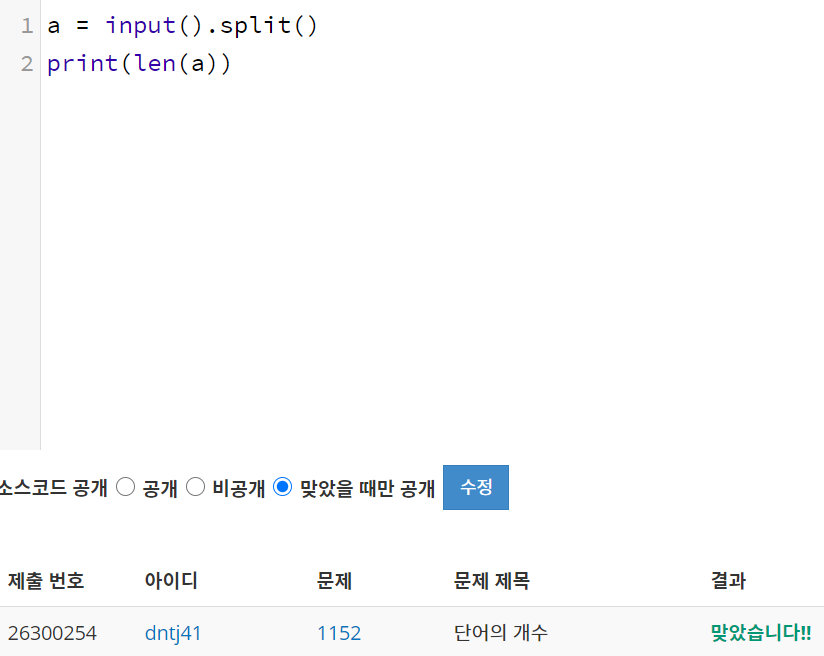 1 a = input().split()
2 print(len(a))
소스코드 공개 공개 비공개 맞았을 때만 공개 수정
제출 번호 아이디 문제 문제 제목 결과
26300254 dntj41 1152 단어의 개수 맞았습니다!!